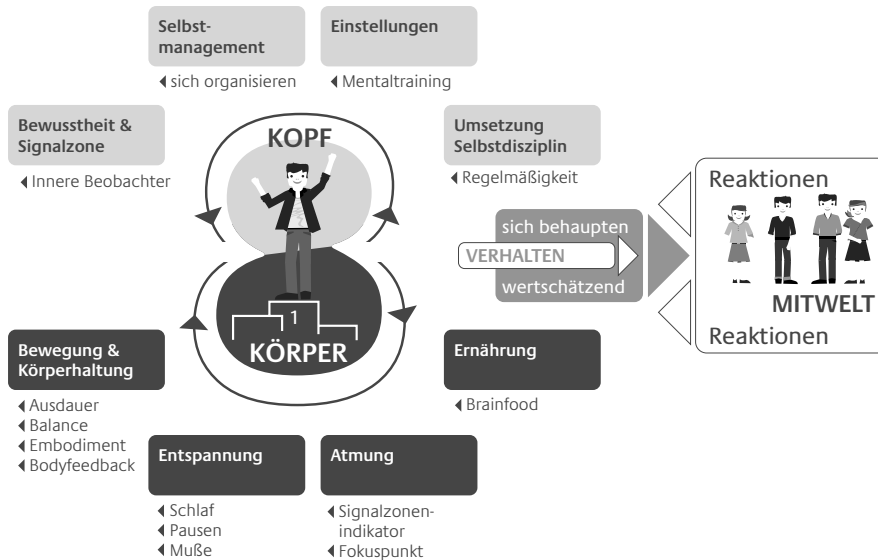 Selbst-
management
◀ sich organisieren
Einstellungen
◀ Mentaltraining
Bewusstheit &
Signalzone
◀ Innere Beobachter
KOPF
Umsetzung
Selbstdisziplin
◀ Regelmäßigkeit
sich behaupten
VERHALTEN
wertschätzend
Reaktionen
MITWELT
Reaktionen
1
KÖRPER
Bewegung &
Körperhaltung
◀ Ausdauer
◀ Balance
◀ Embodiment
◀ Bodyfeedback
Ernährung
◀ Brainfood
Entspannung
◀ Schlaf
◀ Pausen
◀ Muße
Atmung
◀ Signalzonen-
indikator
◀ Fokuspunkt